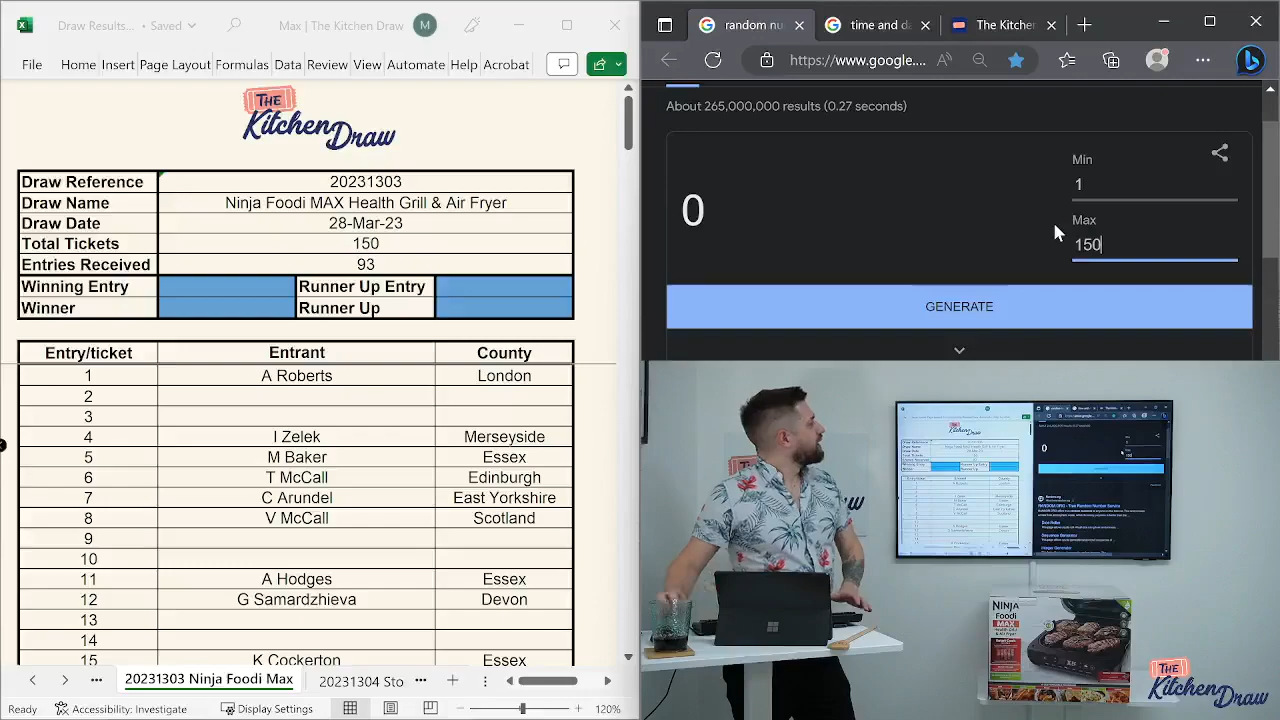 Draw Results... • Saved
Max | The Kitchen Draw
M
File Home Insert Page Layout Formulas Data Review View Automate Help Acrobat
THE
Kitchen Draw
Draw Reference 20231303
Draw Name Ninja Foodi MAX Health Grill & Air Fryer
Draw Date 28-Mar-23
Total Tickets 150
Entries Received 93
Winning Entry Runner Up Entry
Winner Runner Up
Entry/ticket Entrant County
1 A Roberts London
2
3
4 J Zelek Merseyside
5 M Baker Essex
6 T McCall Edinburgh
7 C Arundel East Yorkshire
8 V McCall Scotland
9
10
11 A Hodges Essex
12 G Samardzhieva Devon
13
14
15 K Cockerton Essex
20231303 Ninja Foodi Max 20231304 Sto
Ready Accessibility: Investigate Display Settings 120%
random nu time and da The Kitchen
https://www.google....
About 265,000,000 results (0.27 seconds)
0
Min
1
Max
150
GENERATE
NINJA
Foodi
MAX
Health Grill
& Air Fryer
THE
Kitchen Draw